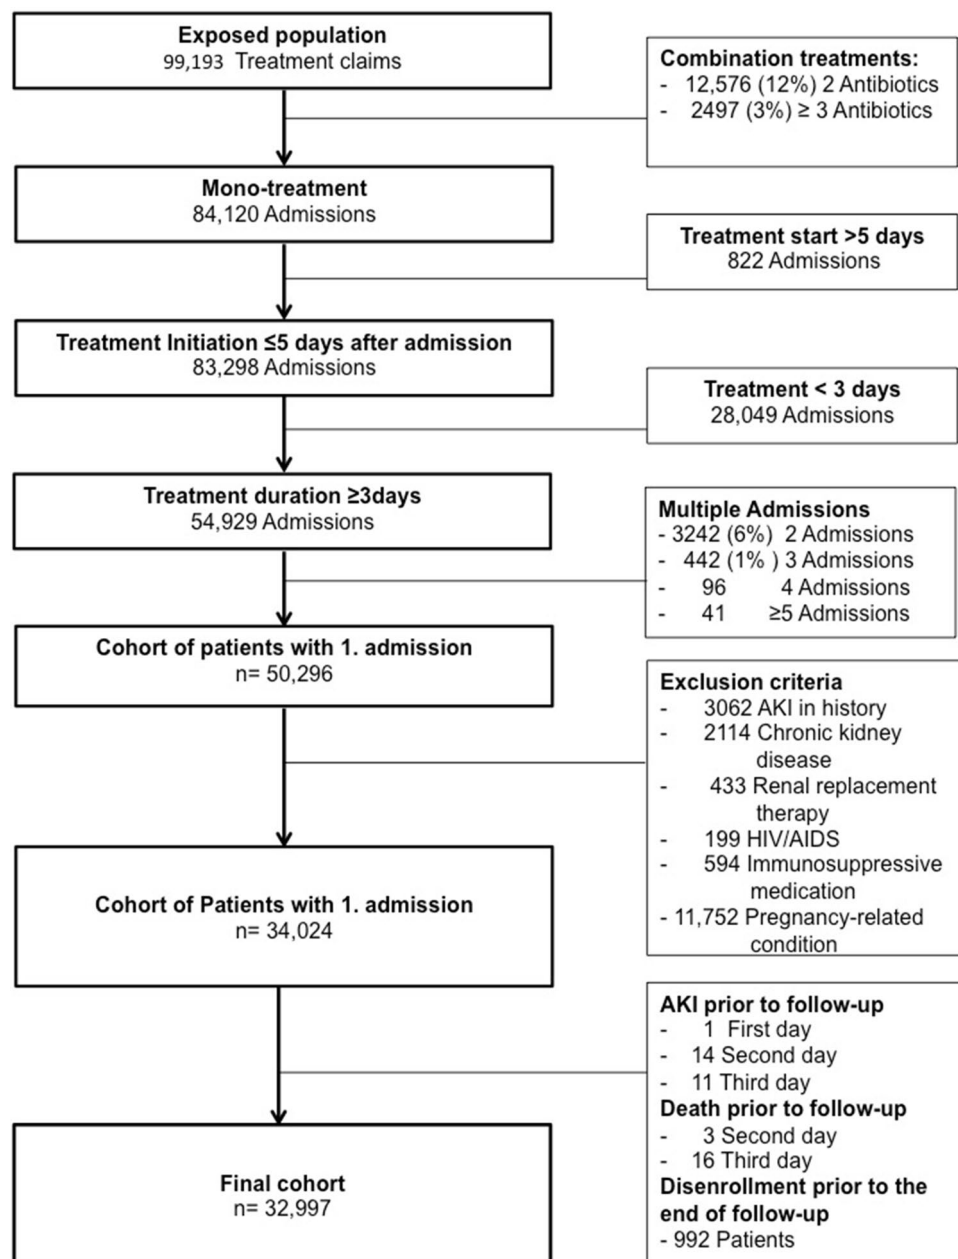 Exposed population
99,193 Treatment claims
Combination treatments:
- 12,576 (12%) 2 Antibiotics
- 2497 (3%) ≥ 3 Antibiotics
Mono-treatment
84,120 Admissions
Treatment start >5 days
822 Admissions
Treatment Initiation ≤5 days after admission
83,298 Admissions
Treatment < 3 days
28,049 Admissions
Treatment duration ≥3days
54,929 Admissions
Multiple Admissions
- 3242 (6%) 2 Admissions
- 442 (1% ) 3 Admissions
- 96 4 Admissions
- 41 ≥5 Admissions
Cohort of patients with 1. admission
n= 50,296
Exclusion criteria
- 3062 AKI in history
- 2114 Chronic kidney
disease
- 433 Renal replacement
therapy
- 199 HIV/AIDS
- 594 Immunosuppressive
medication
- 11,752 Pregnancy-related
condition
Cohort of Patients with 1. admission
n= 34,024
AKI prior to follow-up
- 1 First day
- 14 Second day
- 11 Third day
Death prior to follow-up
- 3 Second day
- 16 Third day
Disenrollment prior to the
end of follow-up
- 992 Patients
Final cohort
n= 32,997